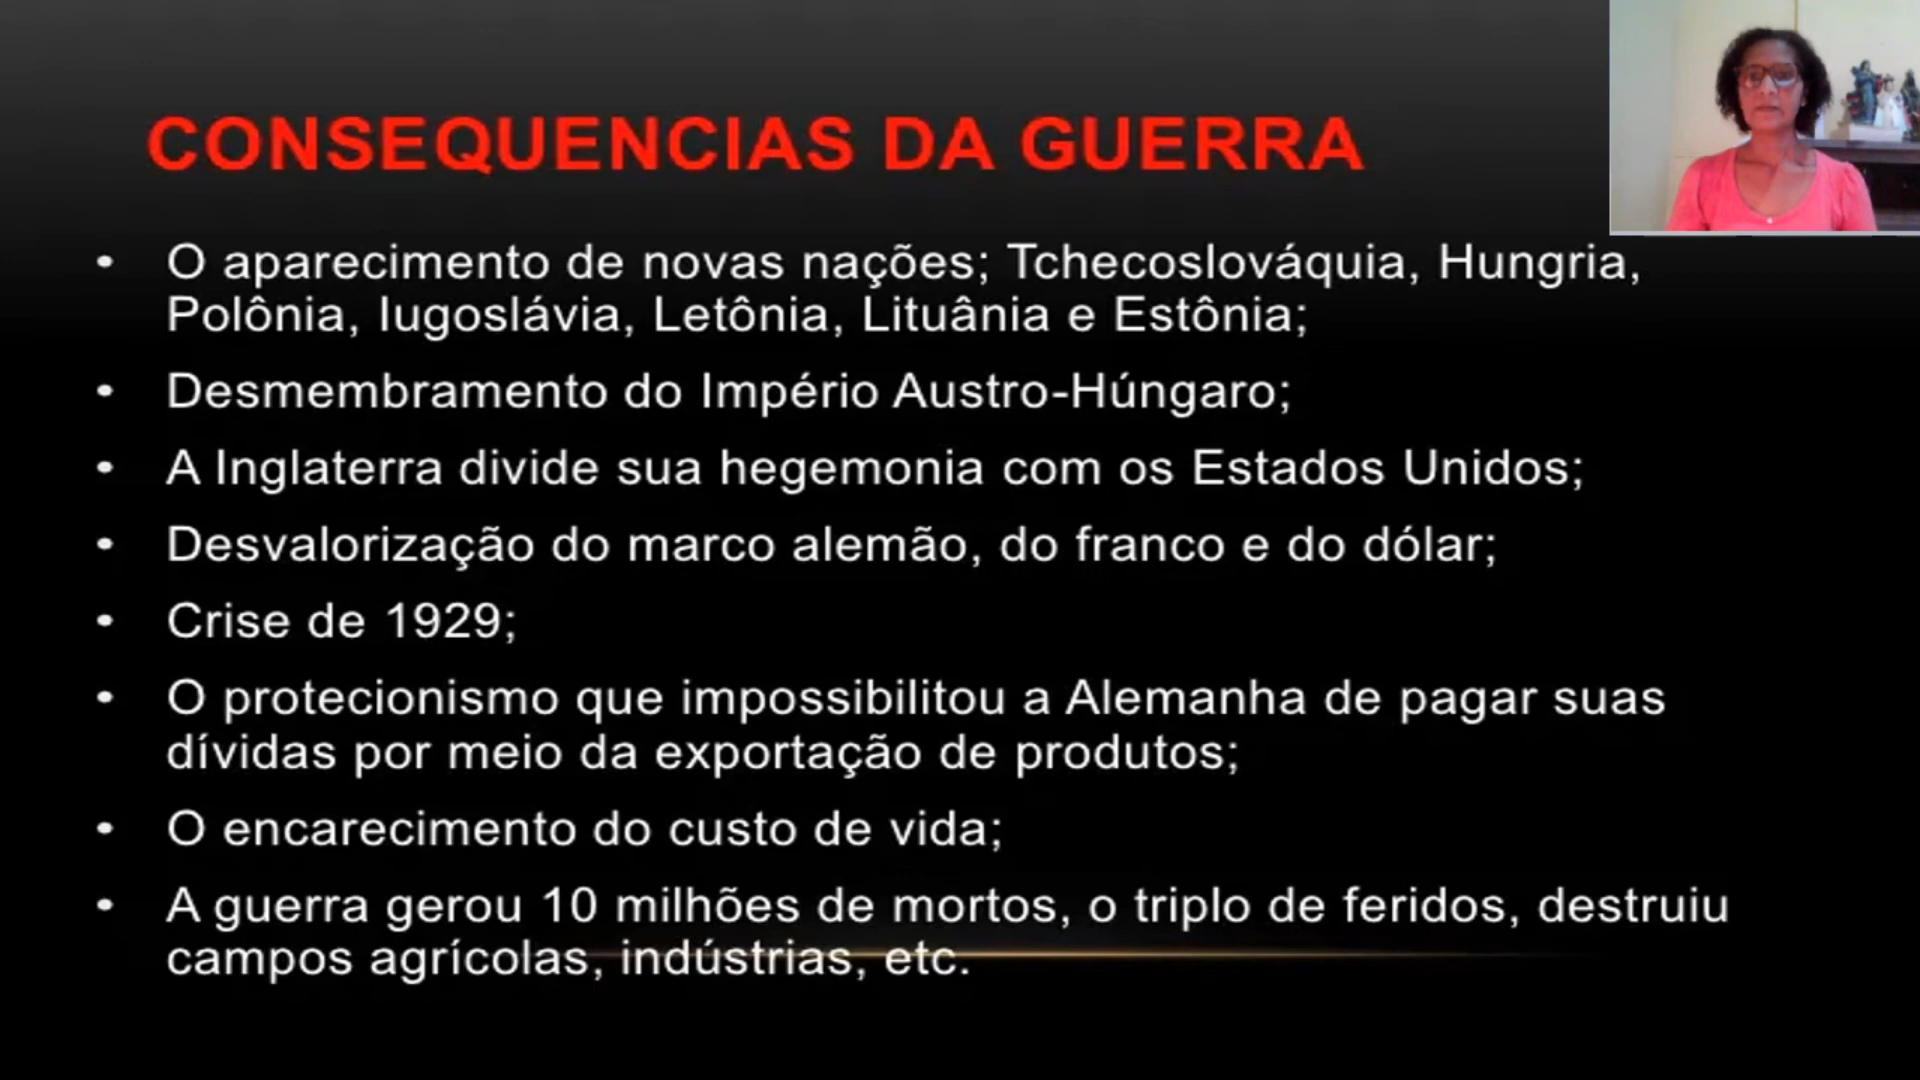 CONSEQUENCIAS DA GUERRA
• O aparecimento de novas nações; Tchecoslováquia, Hungria,
Polônia, Iugoslávia, Letônia, Lituânia e Estônia;
• Desmembramento do Império Austro-Húngaro;
• A Inglaterra divide sua hegemonia com os Estados Unidos;
• Desvalorização do marco alemão, do franco e do dólar;
• Crise de 1929;
• O protecionismo que impossibilitou a Alemanha de pagar suas
dívidas por meio da exportação de produtos;
• O encarecimento do custo de vida;
• A guerra gerou 10 milhões de mortos, o triplo de feridos, destruiu
campos agrícolas, indústrias, etc.